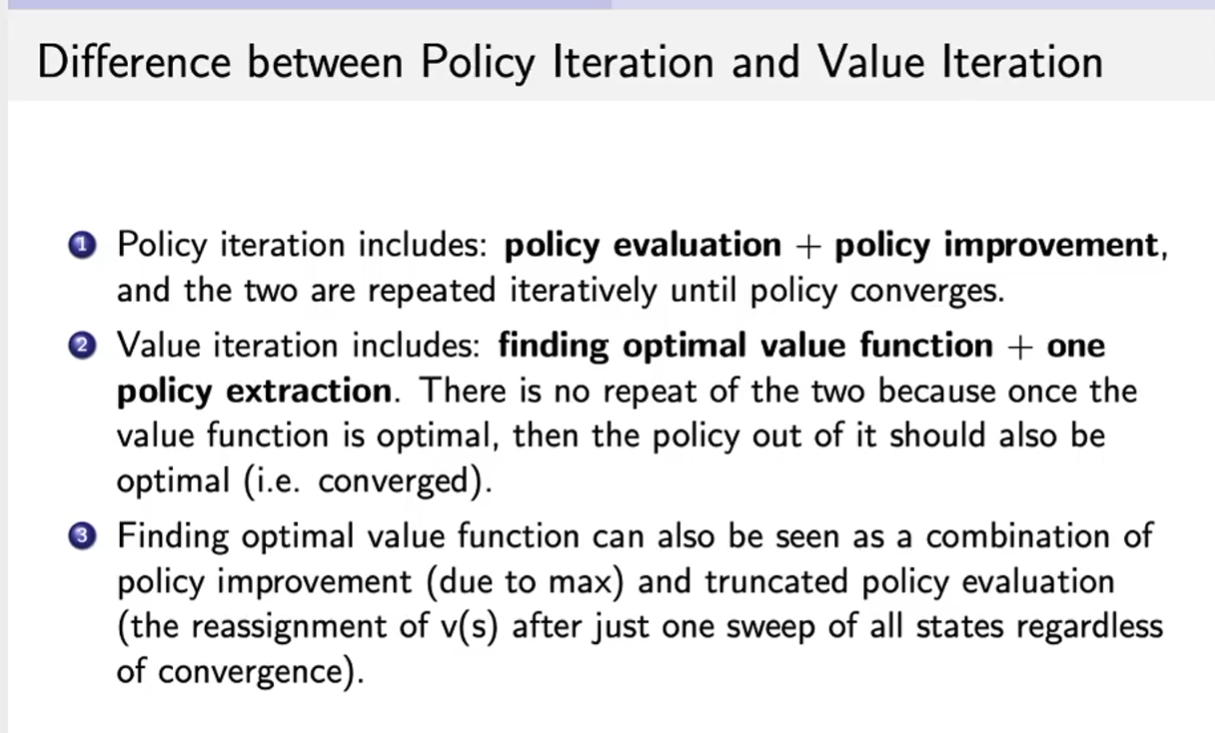 Difference between Policy Iteration and Value Iteration
1 Policy iteration includes: policy evaluation + policy improvement,
and the two are repeated iteratively until policy converges.
2 Value iteration includes: finding optimal value function + one
policy extraction. There is no repeat of the two because once the
value function is optimal, then the policy out of it should also be
optimal (i.e. converged).
3 Finding optimal value function can also be seen as a combination of
policy improvement (due to max) and truncated policy evaluation
(the reassignment of v(s) after just one sweep of all states regardless
of convergence).